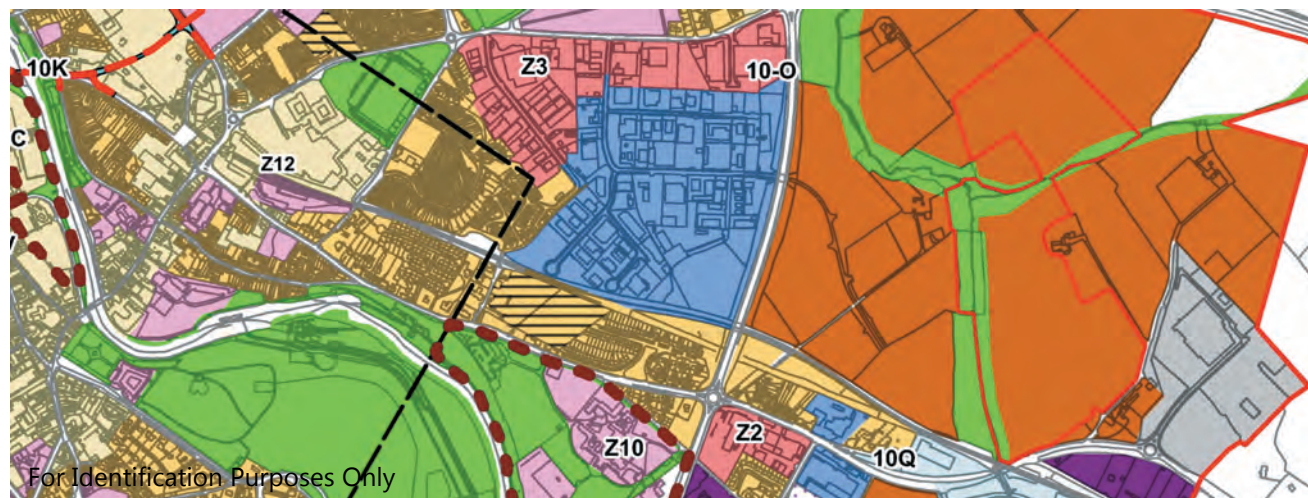 10K
Z3
10-O
C
Z12
Z10
Z2
10Q
For Identification Purposes Only